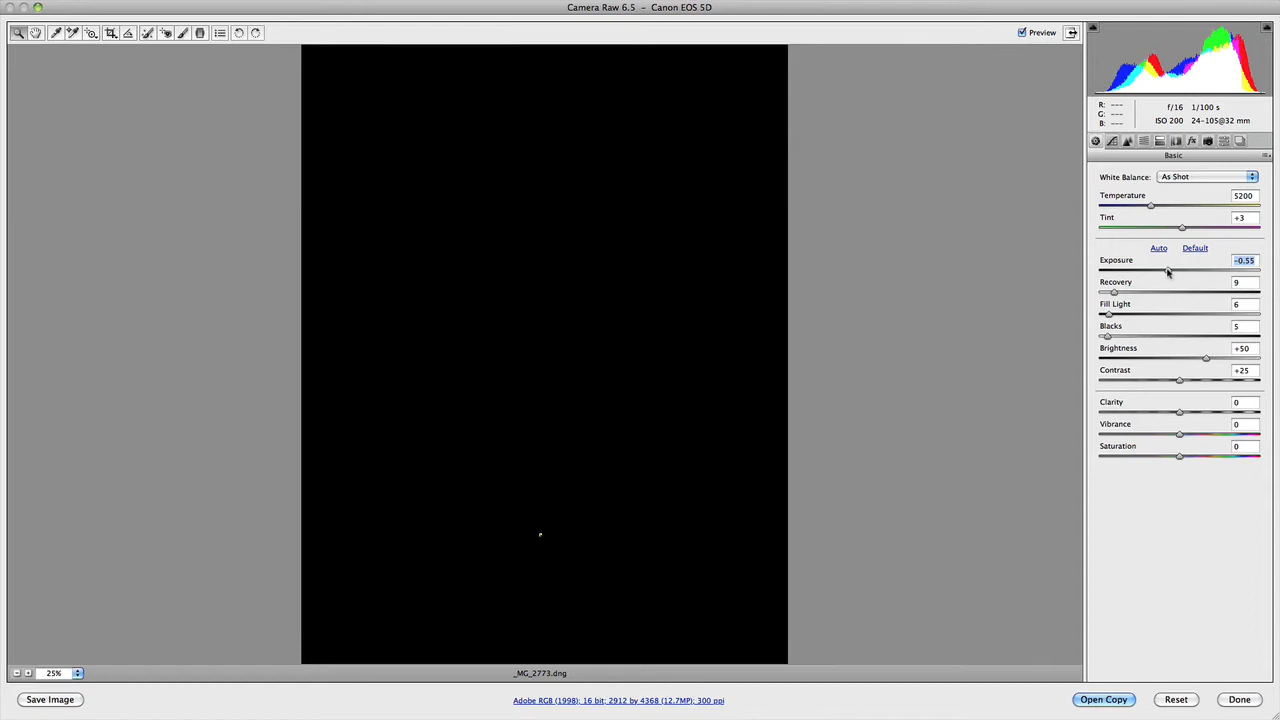 Camera Raw 6.5 - Canon EOS 5D
Preview
R: ---
G: ---
B: ---
f/16 1/100 s
ISO 200 24-105@32 mm
fx
Basic
White Balance: As Shot
Temperature 5200
Tint +3
Auto Default
Exposure -0.55
Recovery 9
Fill Light 6
Blacks 5
Brightness +50
Contrast +25
Clarity 0
Vibrance 0
Saturation 0
25%
_MG_2773.dng
Save Image
Adobe RGB (1998); 16 bit; 2912 by 4368 (12.7MP); 300 ppi
Open Copy
Reset
Done